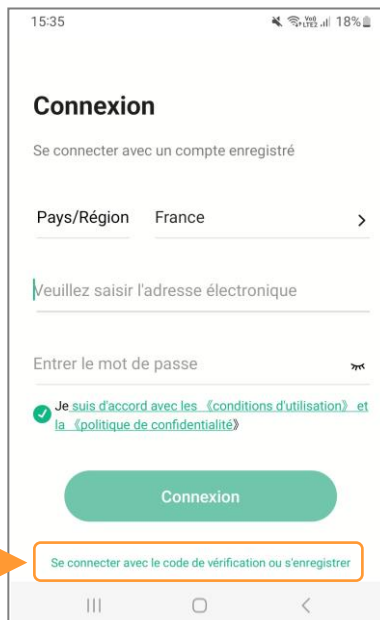 15:35 Vo)) LTE2 18%
Connexion
Se connecter avec un compte enregistré
Pays/Région France
Veuillez saisir l'adresse électronique
Entrer le mot de passe
Je suis d'accord avec les 《conditions d'utilisation》 et
la 《politique de confidentialité》
Connexion
Se connecter avec le code de vérification ou s'enregistrer